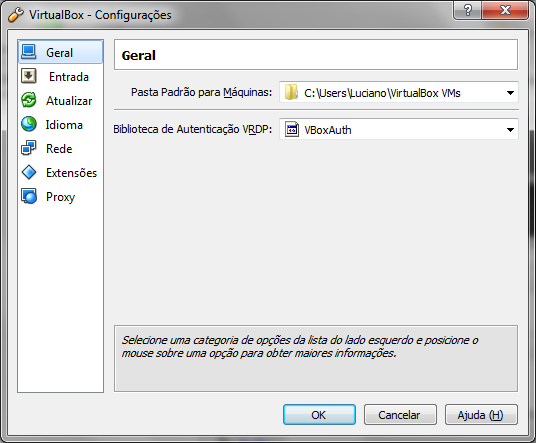 VirtualBox - Configurações
?
X
Geral
Entrada
Atualizar
Idioma
Rede
Extensões
Proxy
Geral
Pasta Padrão para Máquinas: C:\Users\Luciano\VirtualBox VMs
Biblioteca de Autenticação VRDP: VBoxAuth
Selecione uma categoria de opções da lista do lado esquerdo e posicione o
mouse sobre uma opção para obter maiores informações.
OK Cancelar Ajuda (H)